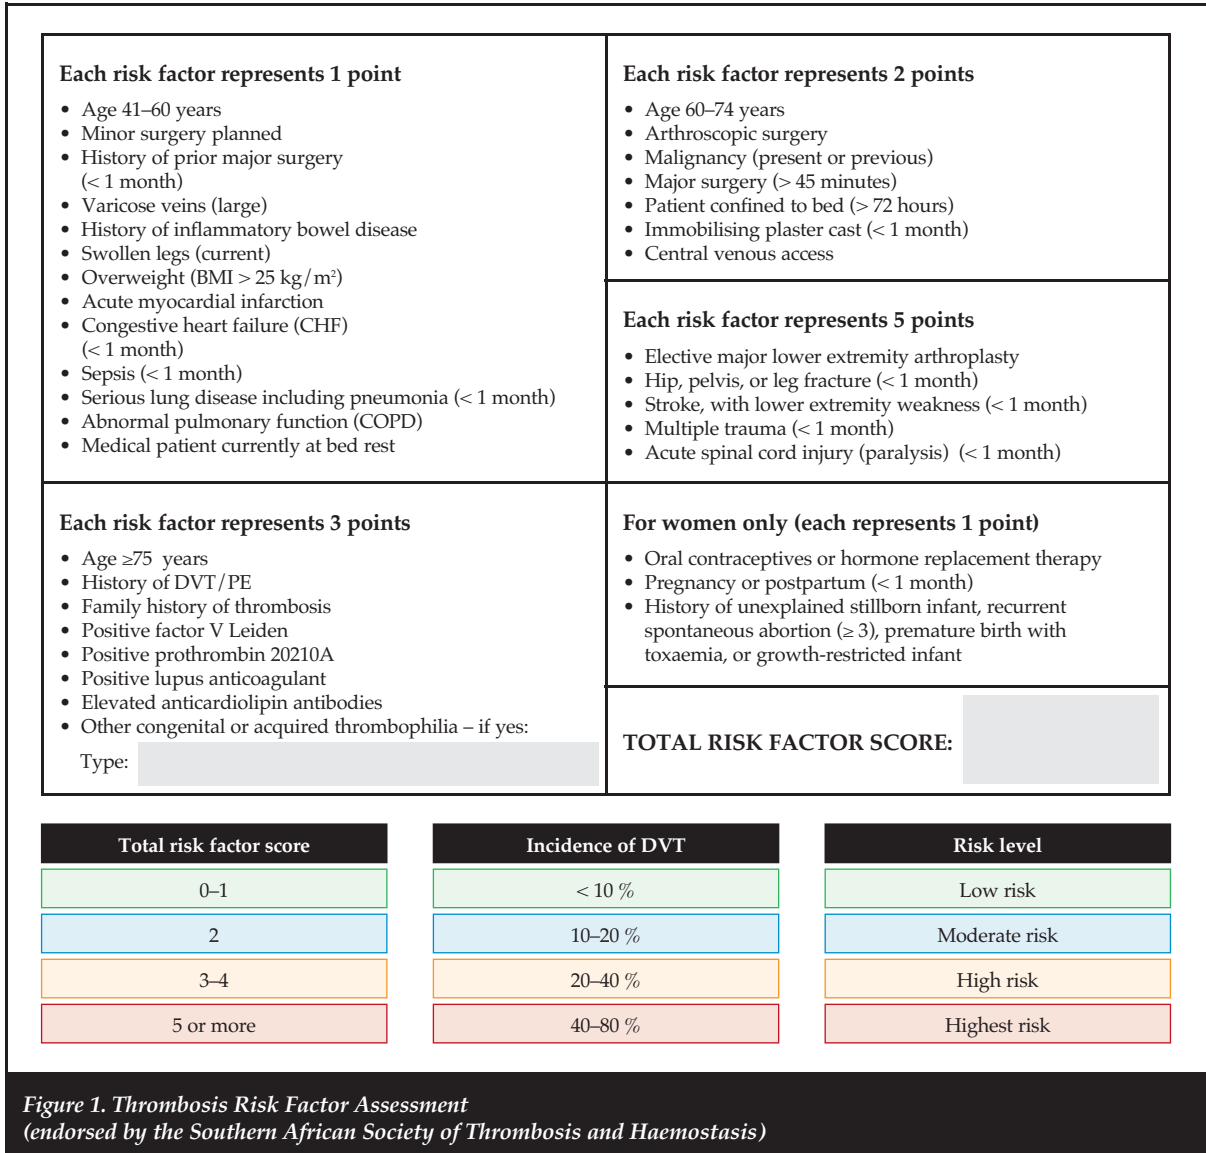 Each risk factor represents 1 point
• Age 41–60 years
• Minor surgery planned
• History of prior major surgery
(< 1 month)
• Varicose veins (large)
• History of inflammatory bowel disease
• Swollen legs (current)
• Overweight (BMI > 25 kg/m²)
• Acute myocardial infarction
• Congestive heart failure (CHF)
(< 1 month)
• Sepsis (< 1 month)
• Serious lung disease including pneumonia (< 1 month)
• Abnormal pulmonary function (COPD)
• Medical patient currently at bed rest
Each risk factor represents 2 points
• Age 60–74 years
• Arthroscopic surgery
• Malignancy (present or previous)
• Major surgery (> 45 minutes)
• Patient confined to bed (> 72 hours)
• Immobilising plaster cast (< 1 month)
• Central venous access
Each risk factor represents 5 points
• Elective major lower extremity arthroplasty
• Hip, pelvis, or leg fracture (< 1 month)
• Stroke, with lower extremity weakness (< 1 month)
• Multiple trauma (< 1 month)
• Acute spinal cord injury (paralysis) (< 1 month)
Each risk factor represents 3 points
• Age ≥75 years
• History of DVT/PE
• Family history of thrombosis
• Positive factor V Leiden
• Positive prothrombin 20210A
• Positive lupus anticoagulant
• Elevated anticardiolipin antibodies
• Other congenital or acquired thrombophilia – if yes:
Type:
For women only (each represents 1 point)
• Oral contraceptives or hormone replacement therapy
• Pregnancy or postpartum (< 1 month)
• History of unexplained stillborn infant, recurrent
spontaneous abortion (≥ 3), premature birth with
toxaemia, or growth-restricted infant
TOTAL RISK FACTOR SCORE:
Total risk factor score Incidence of DVT Risk level
0–1 < 10 % Low risk
2 10–20 % Moderate risk
3–4 20–40 % High risk
5 or more 40–80 % Highest risk
Figure 1. Thrombosis Risk Factor Assessment
(endorsed by the Southern African Society of Thrombosis and Haemostasis)